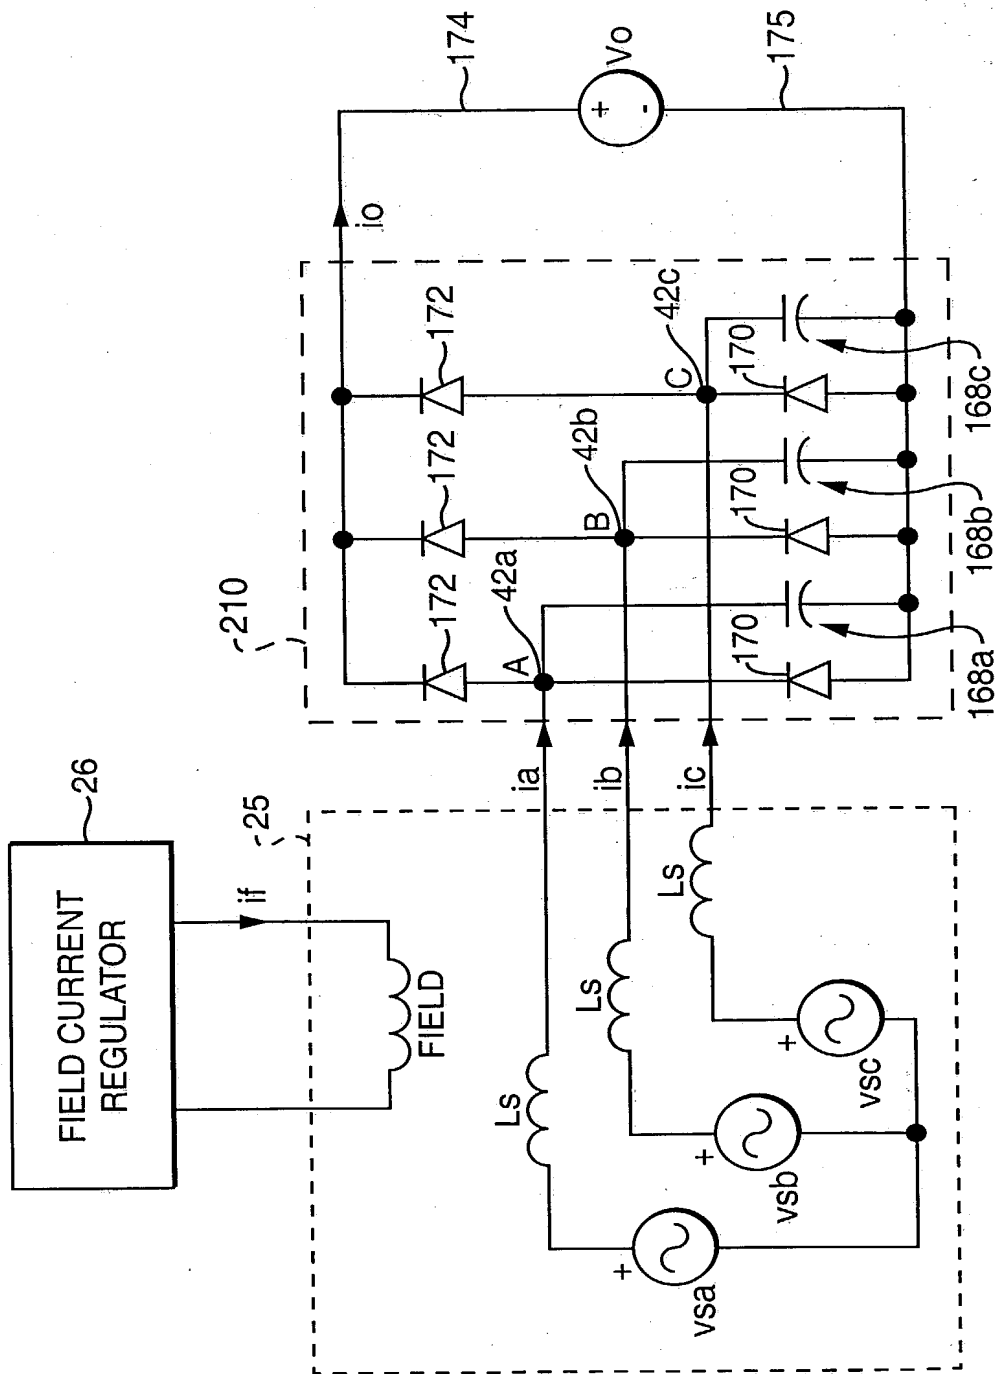 FIELD CURRENT
REGULATOR
26
if
FIELD
25
Ls
Ls
Ls
+
vsa
+
vsb
+
vsc
ia
ib
ic
210
172
172
172
42a
A
42b
B
42c
C
170
170
170
168a
168b
168c
io
174
+
-
Vo
175